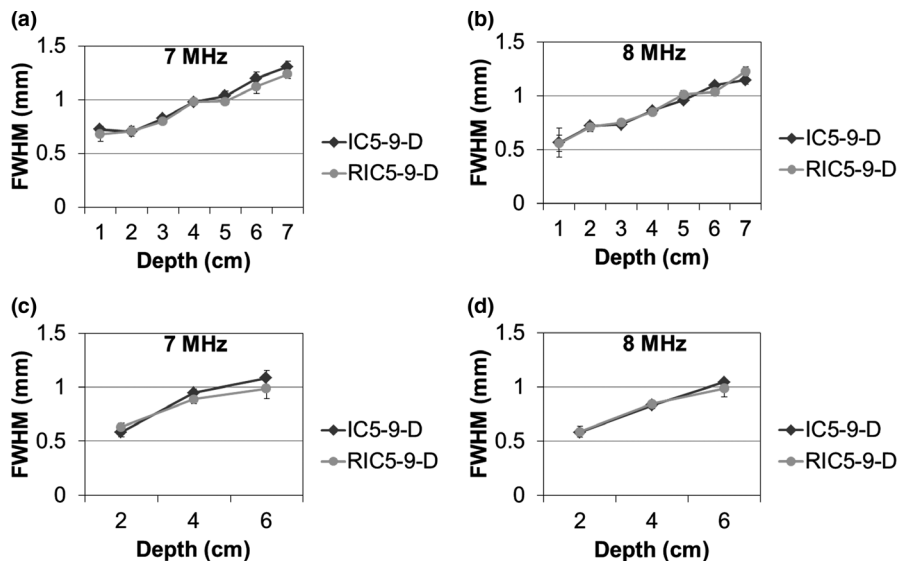 (a)
7 MHz
1.5
1
0.5
0
FWHM (mm)
1 2 3 4 5 6 7
Depth (cm)
IC5-9-D
RIC5-9-D
(b)
8 MHz
1.5
1
0.5
0
FWHM (mm)
1 2 3 4 5 6 7
Depth (cm)
IC5-9-D
RIC5-9-D
(c)
7 MHz
1.5
1
0.5
0
FWHM (mm)
2 4 6
Depth (cm)
IC5-9-D
RIC5-9-D
(d)
8 MHz
1.5
1
0.5
0
FWHM (mm)
2 4 6
Depth (cm)
IC5-9-D
RIC5-9-D